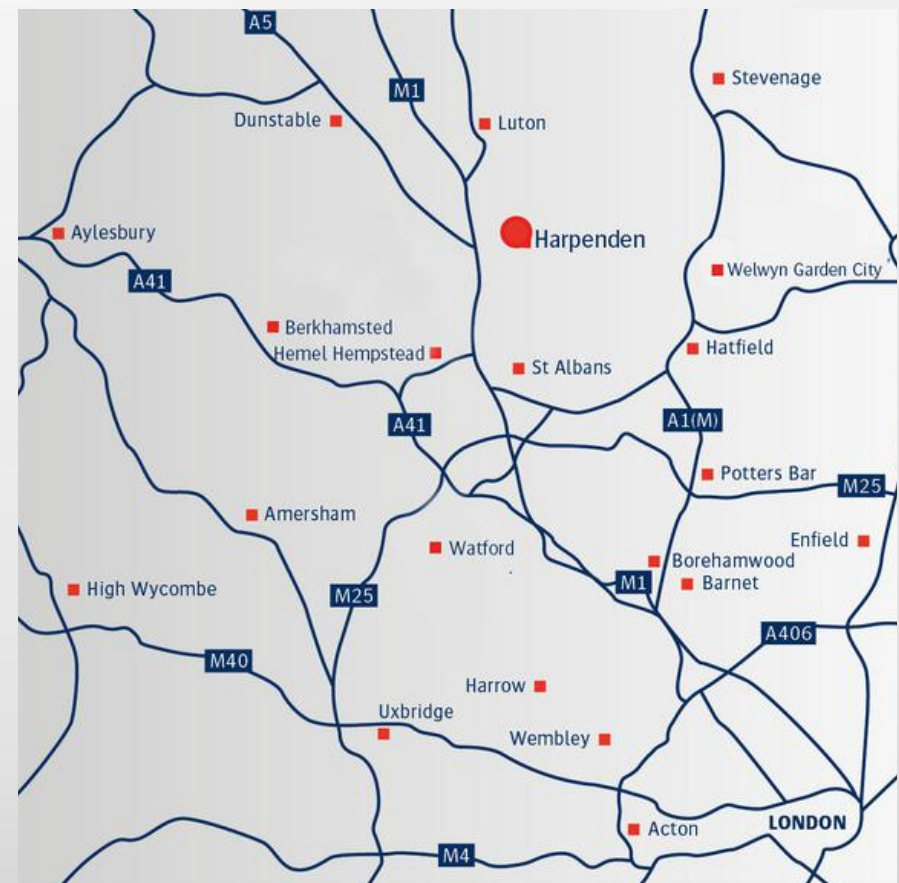 A5
Stevenage
M1
Dunstable
Luton
Aylesbury
Harpenden
Welwyn Garden City
A41
Berkhamsted
Hemel Hempstead
Hatfield
St Albans
A1(M)
A41
Potters Bar
M25
Amersham
Enfield
Watford
Borehamwood
High Wycombe
M25
M1
Barnet
A406
M40
Harrow
Uxbridge
Wembley
LONDON
Acton
M4